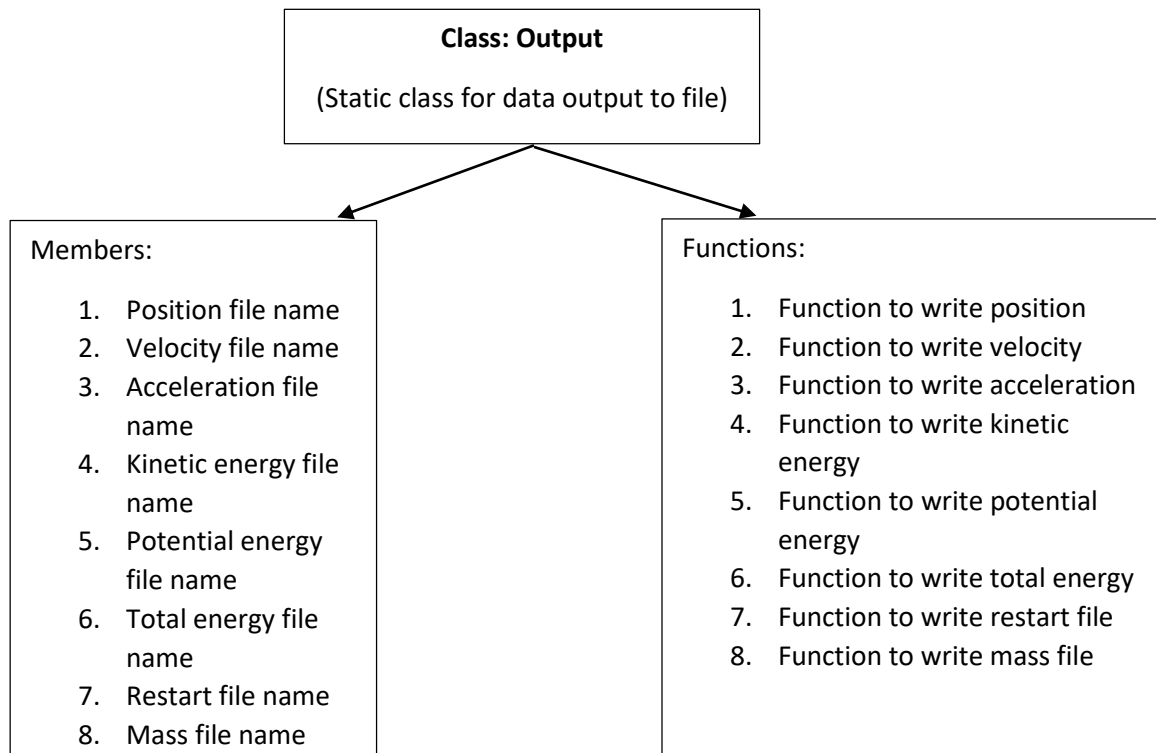 Class: Output
(Static class for data output to file)
Members:
1. Position file name
2. Velocity file name
3. Acceleration file
name
4. Kinetic energy file
name
5. Potential energy
file name
6. Total energy file
name
7. Restart file name
8. Mass file name
Functions:
1. Function to write position
2. Function to write velocity
3. Function to write acceleration
4. Function to write kinetic
energy
5. Function to write potential
energy
6. Function to write total energy
7. Function to write restart file
8. Function to write mass file